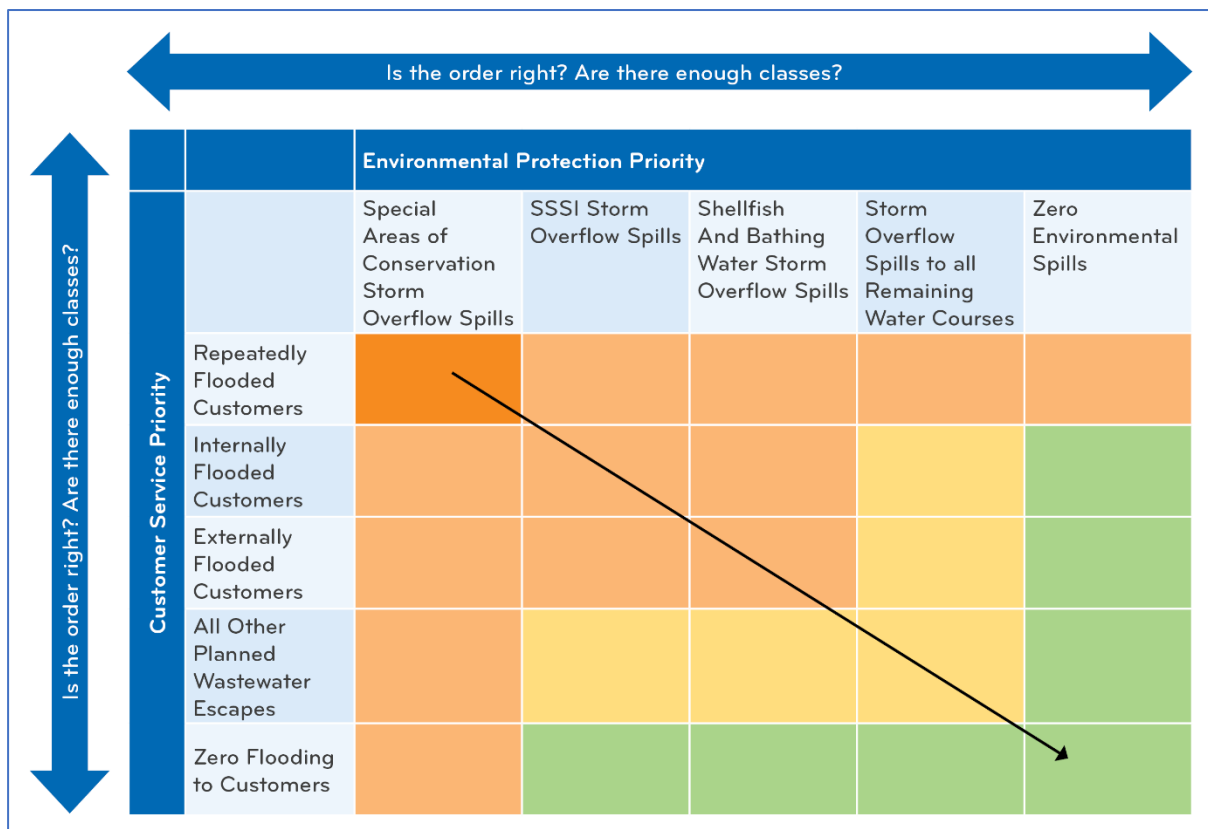 Is the order right? Are there enough classes?
Is the order right? Are there enough classes?
Environmental Protection Priority
Customer Service Priority
Special
Areas of
Conservation
Storm
Overflow Spills
SSSI Storm
Overflow Spills
Shellfish
And Bathing
Water Storm
Overflow Spills
Storm
Overflow
Spills to all
Remaining
Water Courses
Zero
Environmental
Spills
Repeatedly
Flooded
Customers
Internally
Flooded
Customers
Externally
Flooded
Customers
All Other
Planned
Wastewater
Escapes
Zero Flooding
to Customers